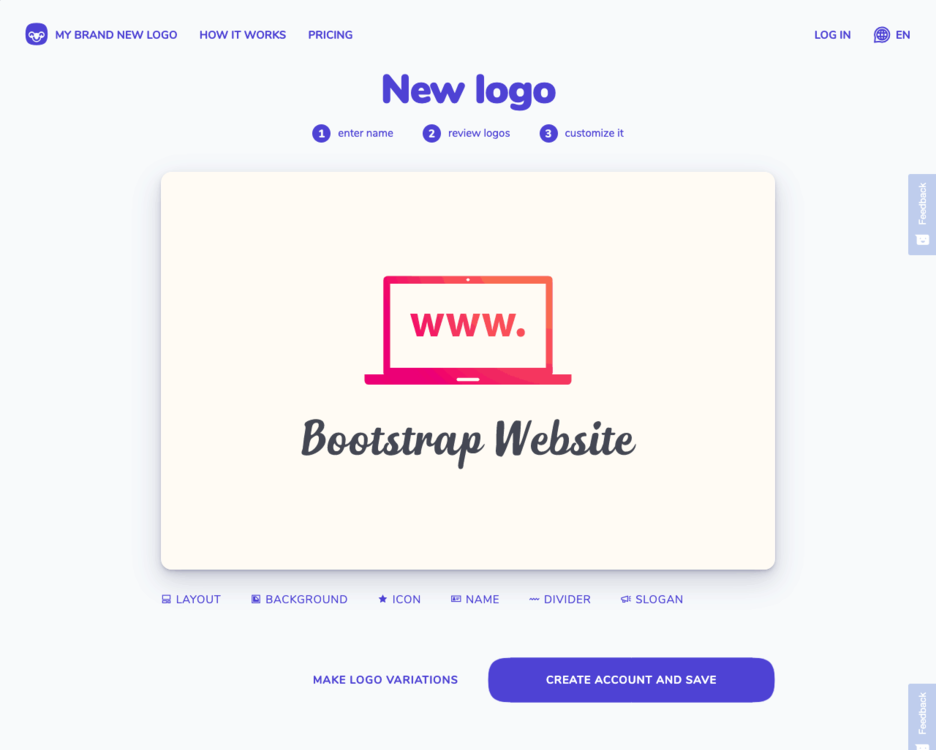 MY BRAND NEW LOGO HOW IT WORKS PRICING LOG IN EN
New logo
1 enter name 2 review logos 3 customize it
Feedback
www.
Bootstrap Website
LAYOUT BACKGROUND ICON NAME DIVIDER SLOGAN
MAKE LOGO VARIATIONS CREATE ACCOUNT AND SAVE
Feedback